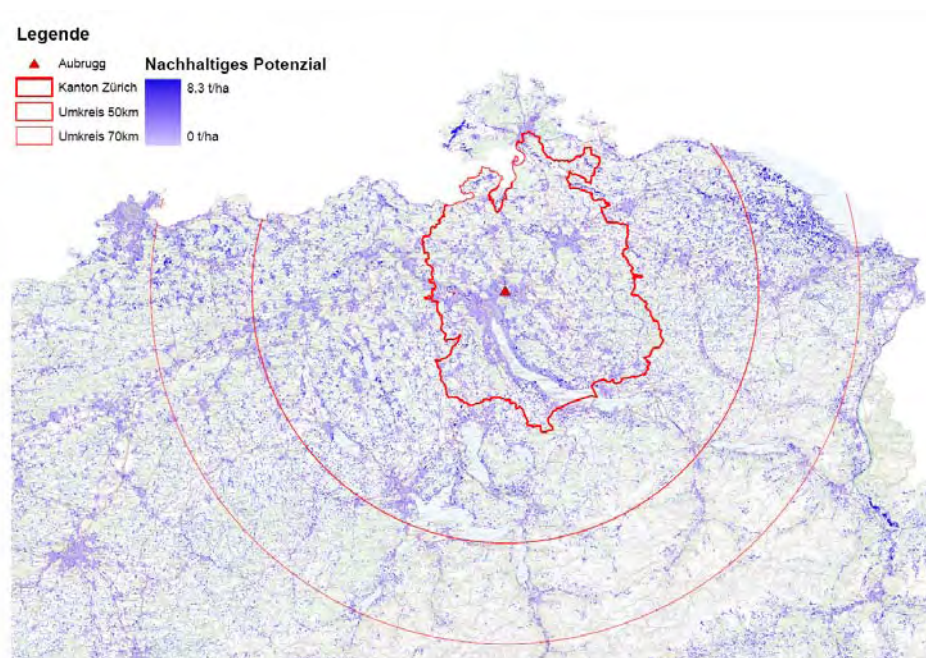 Legende
Aubrugg
Kanton Zürich
Umkreis 50km
Umkreis 70km
Nachhaltiges Potenzial
8.3 t/ha
0 t/ha